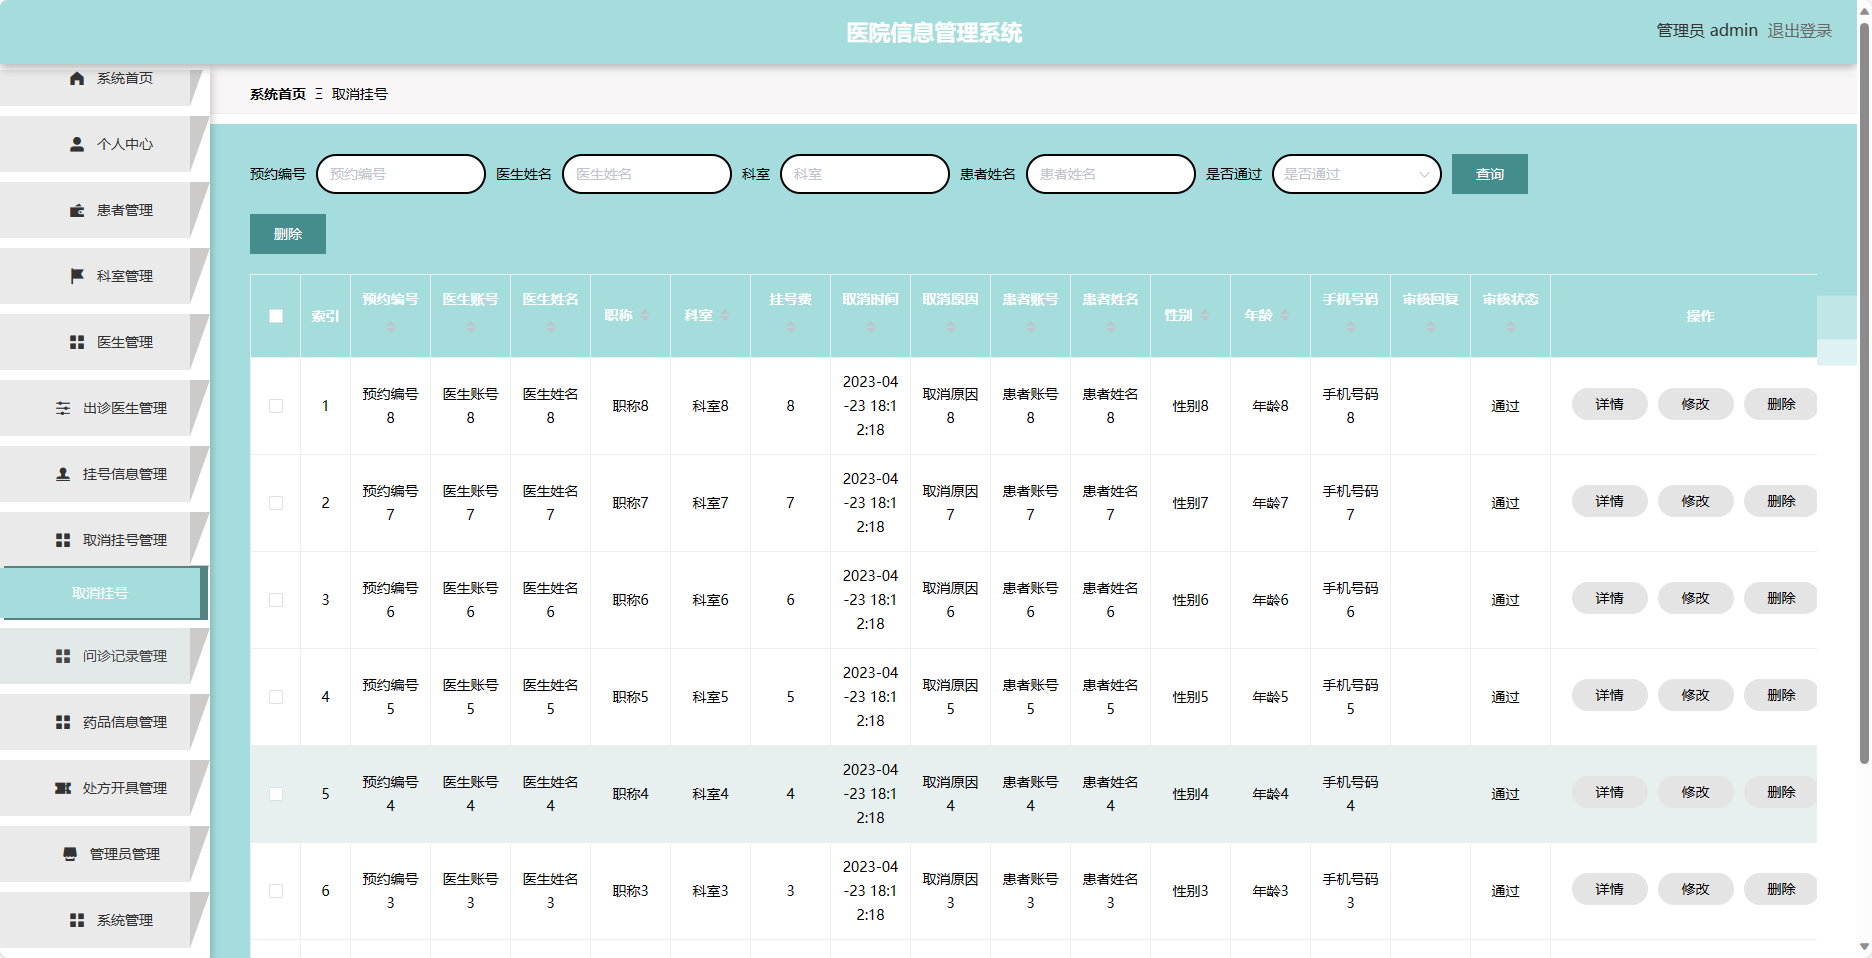 医院信息管理系统
管理员 admin 退出登录
系统首页
个人中心
患者管理
科室管理
医生管理
出诊医生管理
挂号信息管理
取消挂号管理
取消挂号
问诊记录管理
药品信息管理
处方开具管理
管理员管理
系统管理
系统首页 Ξ 取消挂号
预约编号 预约编号 医生姓名 医生姓名 科室 科室 患者姓名 患者姓名 是否通过 是否通过 查询
删除
索引 预约编号 医生账号 医生姓名 职称 科室 挂号费 取消时间 取消原因 患者账号 患者姓名 性别 年龄 手机号码 审核回复 审核状态 操作
1 预约编号8 医生账号8 医生姓名8 职称8 科室8 8 2023-04-23 18:12:18 取消原因8 患者账号8 患者姓名8 性别8 年龄8 手机号码8 通过 详情 修改 删除
2 预约编号7 医生账号7 医生姓名7 职称7 科室7 7 2023-04-23 18:12:18 取消原因7 患者账号7 患者姓名7 性别7 年龄7 手机号码7 通过 详情 修改 删除
3 预约编号6 医生账号6 医生姓名6 职称6 科室6 6 2023-04-23 18:12:18 取消原因6 患者账号6 患者姓名6 性别6 年龄6 手机号码6 通过 详情 修改 删除
4 预约编号5 医生账号5 医生姓名5 职称5 科室5 5 2023-04-23 18:12:18 取消原因5 患者账号5 患者姓名5 性别5 年龄5 手机号码5 通过 详情 修改 删除
5 预约编号4 医生账号4 医生姓名4 职称4 科室4 4 2023-04-23 18:12:18 取消原因4 患者账号4 患者姓名4 性别4 年龄4 手机号码4 通过 详情 修改 删除
6 预约编号3 医生账号3 医生姓名3 职称3 科室3 3 2023-04-23 18:12:18 取消原因3 患者账号3 患者姓名3 性别3 年龄3 手机号码3 通过 详情 修改 删除